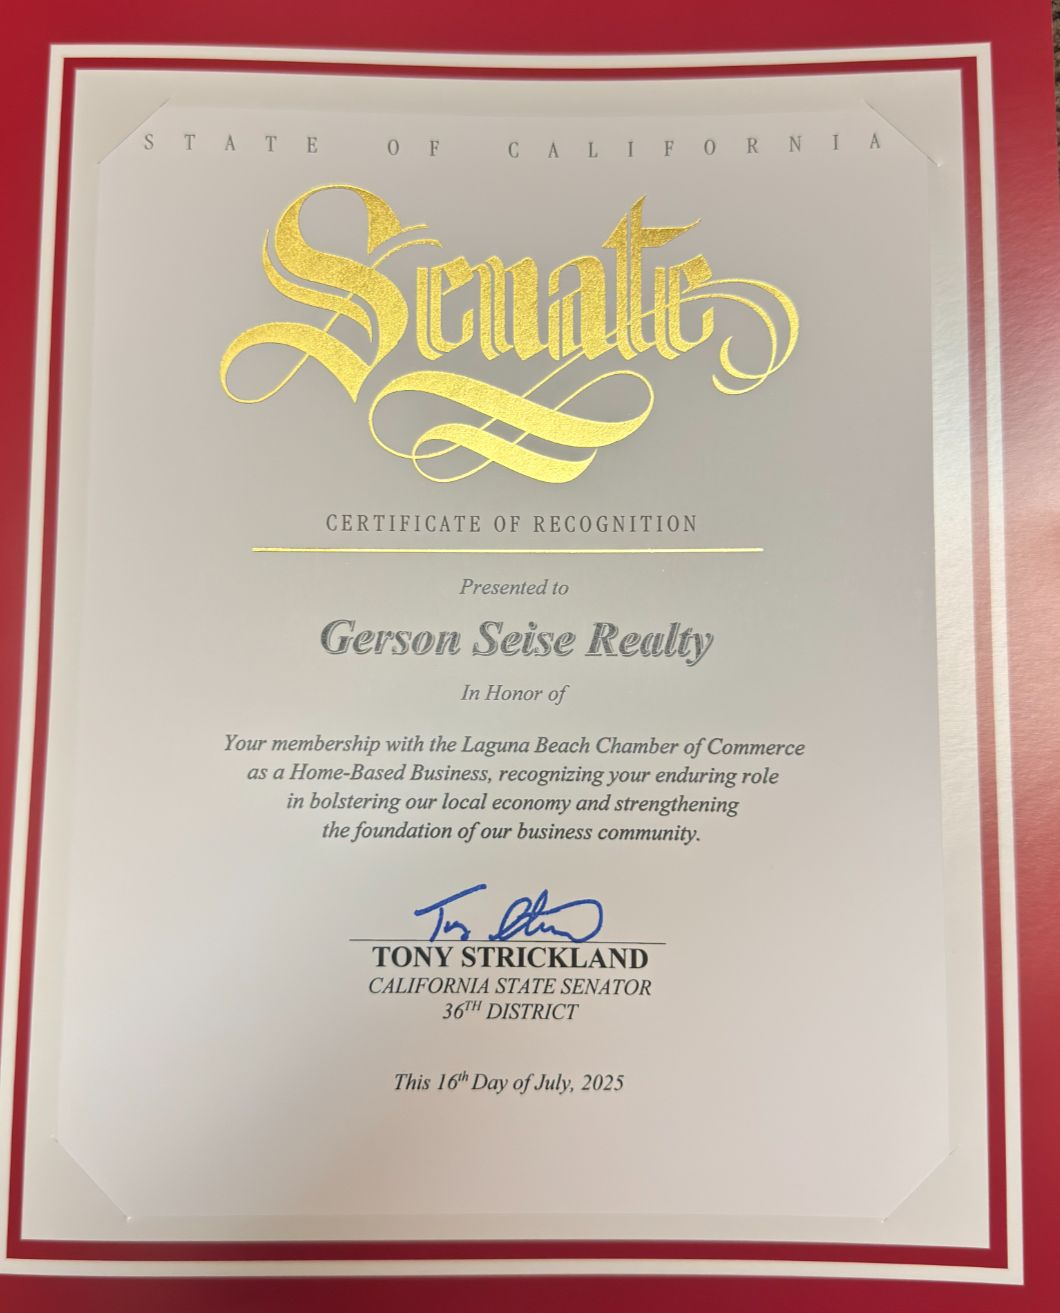 STATE OF CALIFORNIA
Senate
CERTIFICATE OF RECOGNITION
Presented to
Gerson Seise Realty
In Honor of
Your membership with the Laguna Beach Chamber of Commerce
as a Home-Based Business, recognizing your enduring role
in bolstering our local economy and strengthening
the foundation of our business community.
TONY STRICKLAND
CALIFORNIA STATE SENATOR
36TH DISTRICT
This 16th Day of July, 2025